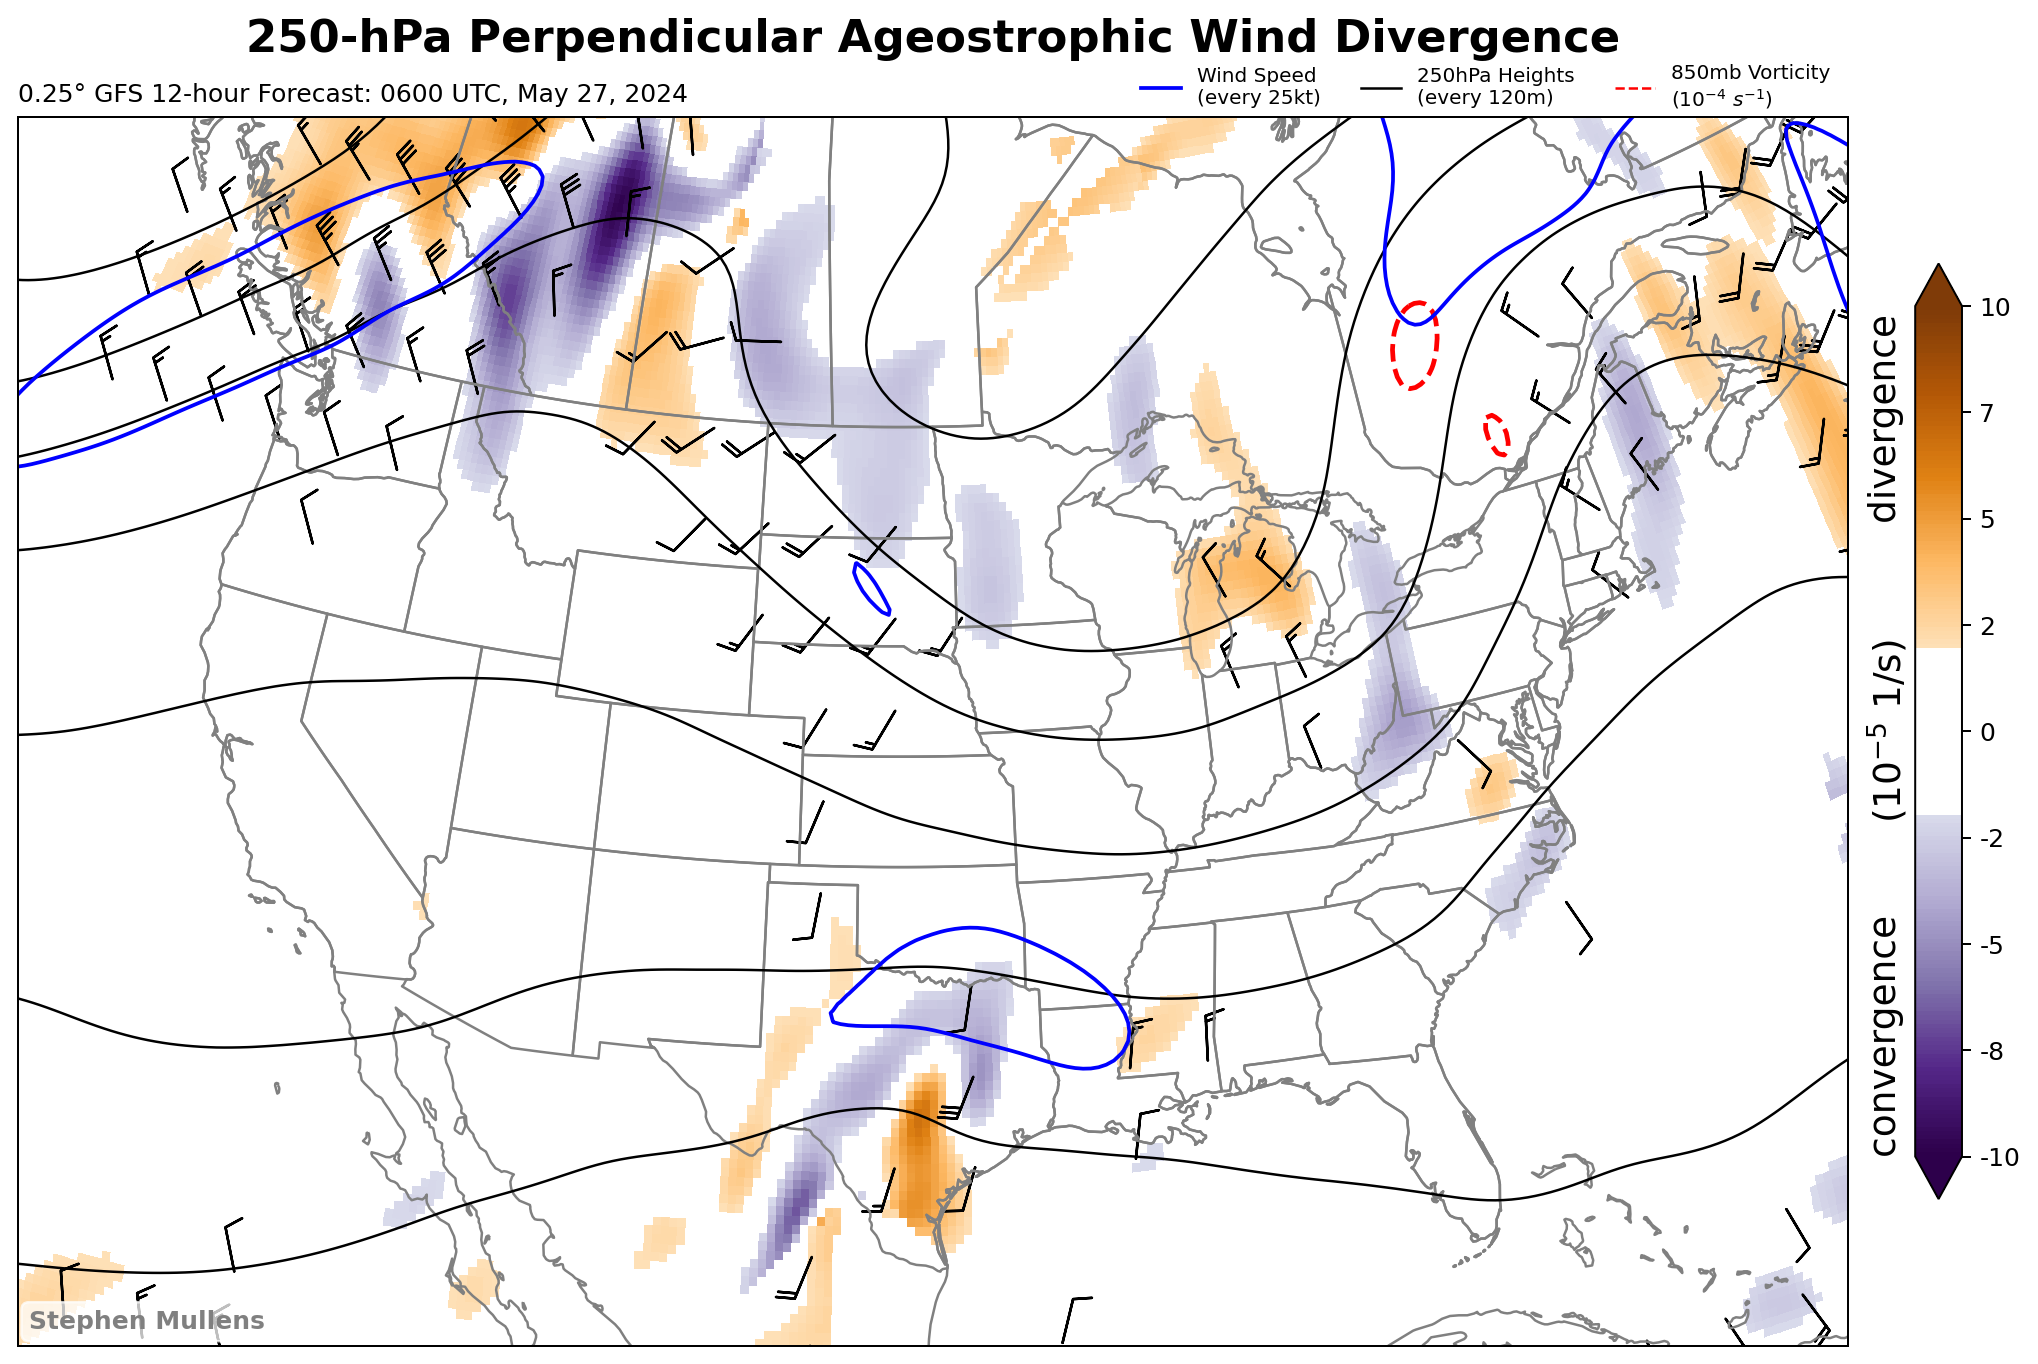 250-hPa Perpendicular Ageostrophic Wind Divergence
0.25° GFS 12-hour Forecast: 0600 UTC, May 27, 2024
Wind Speed
(every 25kt)
250hPa Heights
(every 120m)
850mb Vorticity
(10⁻⁴ s⁻¹)
10
7
5
2
0
-2
-5
-8
-10
convergence (10⁻⁵ 1/s) divergence
Stephen Mullens